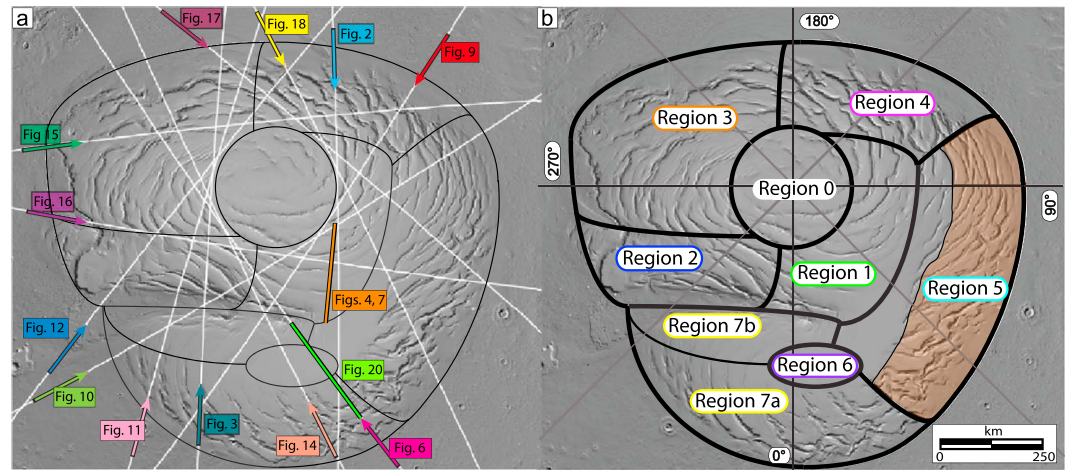 a
Fig. 17
Fig. 18
Fig. 2
Fig. 9
Fig 15
Fig. 16
Figs. 4, 7
Fig. 12
Fig. 20
Fig. 10
Fig. 11
Fig. 3
Fig. 14
Fig. 6
b
180°
Region 4
Region 3
270°
Region 0
90°
Region 2
Region 1
Region 5
Region 7b
Region 6
Region 7a
0°
km
0 250